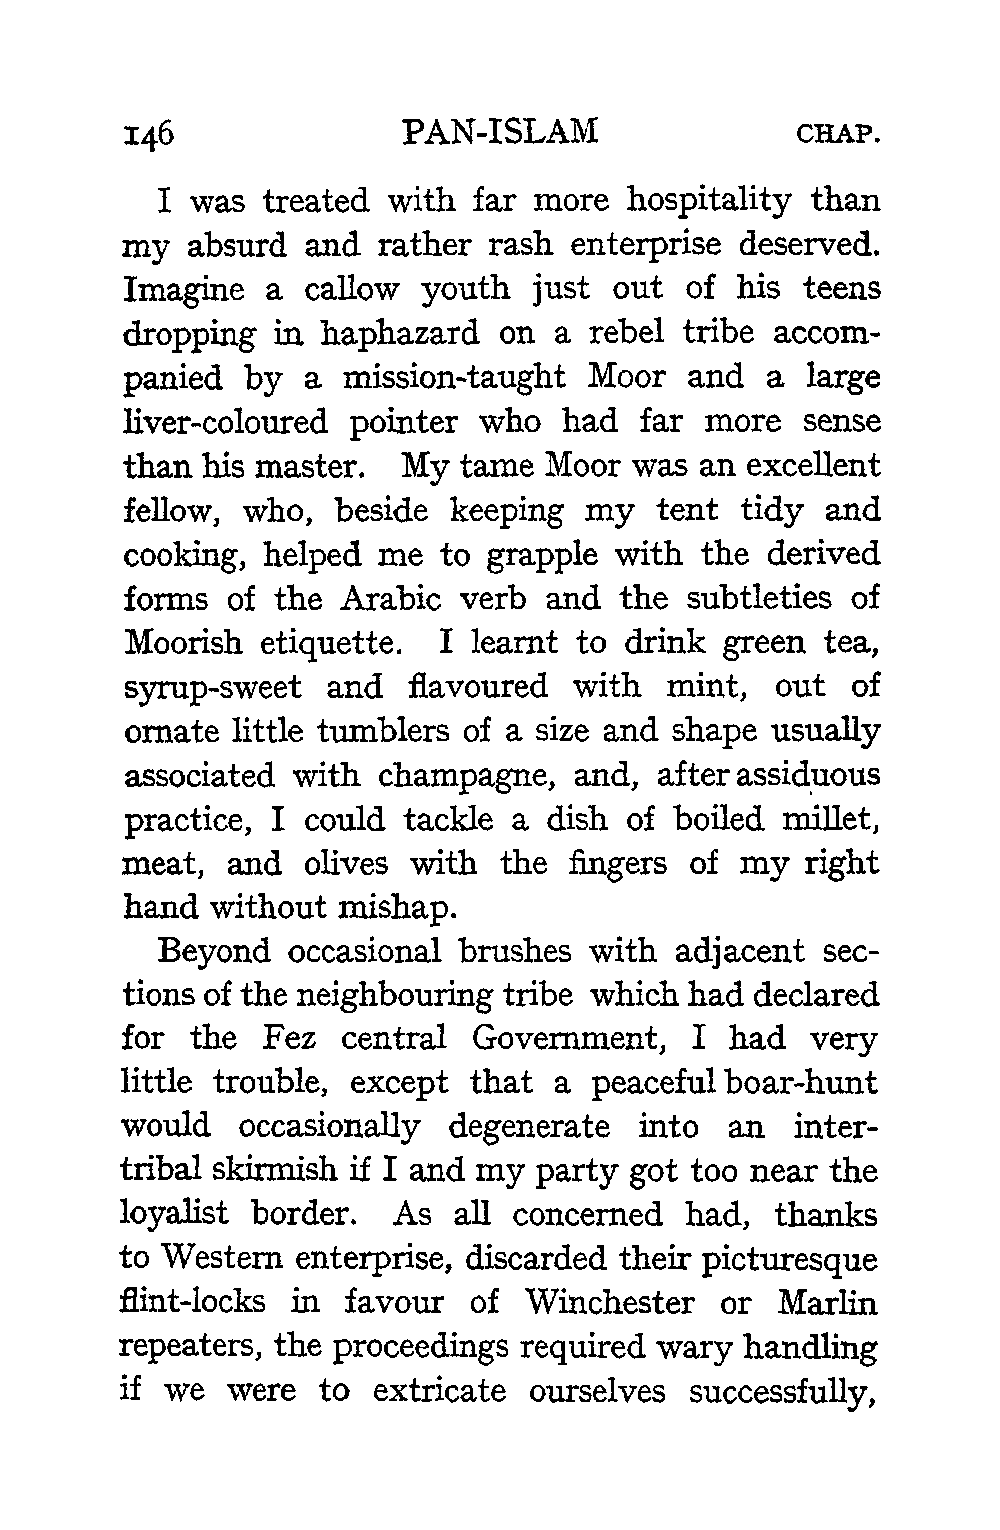 146 PAN-ISLAM CHAP.
I was treated with far more hospitality than
my absurd and rather rash enterprise deserved.
Imagine a callow youth just out of his teens
dropping in haphazard on a rebel tribe accom-
panied by a mission-taught Moor and a large
liver-coloured pointer who had far more sense
than his master. My tame Moor was an excellent
fellow, who, beside keeping my tent tidy and
cooking, helped me to grapple with the derived
forms of the Arabic verb and the subtleties of
Moorish etiquette. I learnt to drink green tea,
syrup-sweet and flavoured with mint, out of
ornate little tumblers of a size and shape usually
associated with champagne, and, after assiduous
practice, I could tackle a dish of boiled millet,
meat, and olives with the fingers of my right
hand without mishap.
Beyond occasional brushes with adjacent sec-
tions of the neighbouring tribe which had declared
for the Fez central Government, I had very
little trouble, except that a peaceful boar-hunt
would occasionally degenerate into an inter-
tribal skirmish if I and my party got too near the
loyalist border. As all concerned had, thanks
to Western enterprise, discarded their picturesque
flint-locks in favour of Winchester or Marlin
repeaters, the proceedings required wary handling
if we were to extricate ourselves successfully,